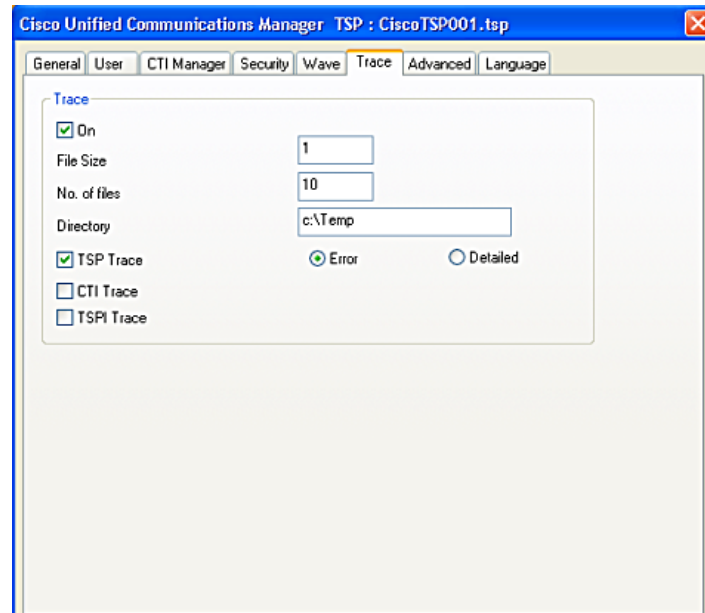 Cisco Unified Communications Manager TSP : CiscoTSP001.tsp
General User CTI Manager Security Wave Trace Advanced Language
Trace
On
File Size 1
No. of files 10
Directory c:\Temp
TSP Trace Error Detailed
CTI Trace
TSPI Trace